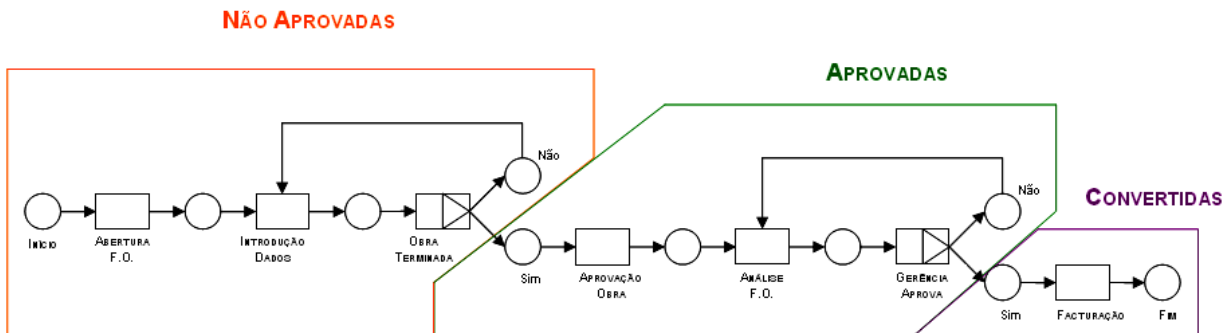 NÃO APROVADAS
APROVADAS
CONVERTIDAS
Não
Não
INÍCIO
ABERTURA
F.O.
INTRODUÇÃO
DADOS
OBRA
TERMINADA
Sim
APROVAÇÃO
OBRA
ANÁLISE
F.O.
GERÊNCIA
APROVA
Sim
FACTURAÇÃO
FIM